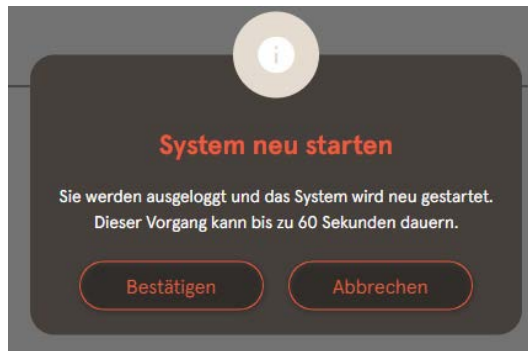 System neu starten
Sie werden ausgeloggt und das System wird neu gestartet.
Dieser Vorgang kann bis zu 60 Sekunden dauern.
Bestätigen Abbrechen